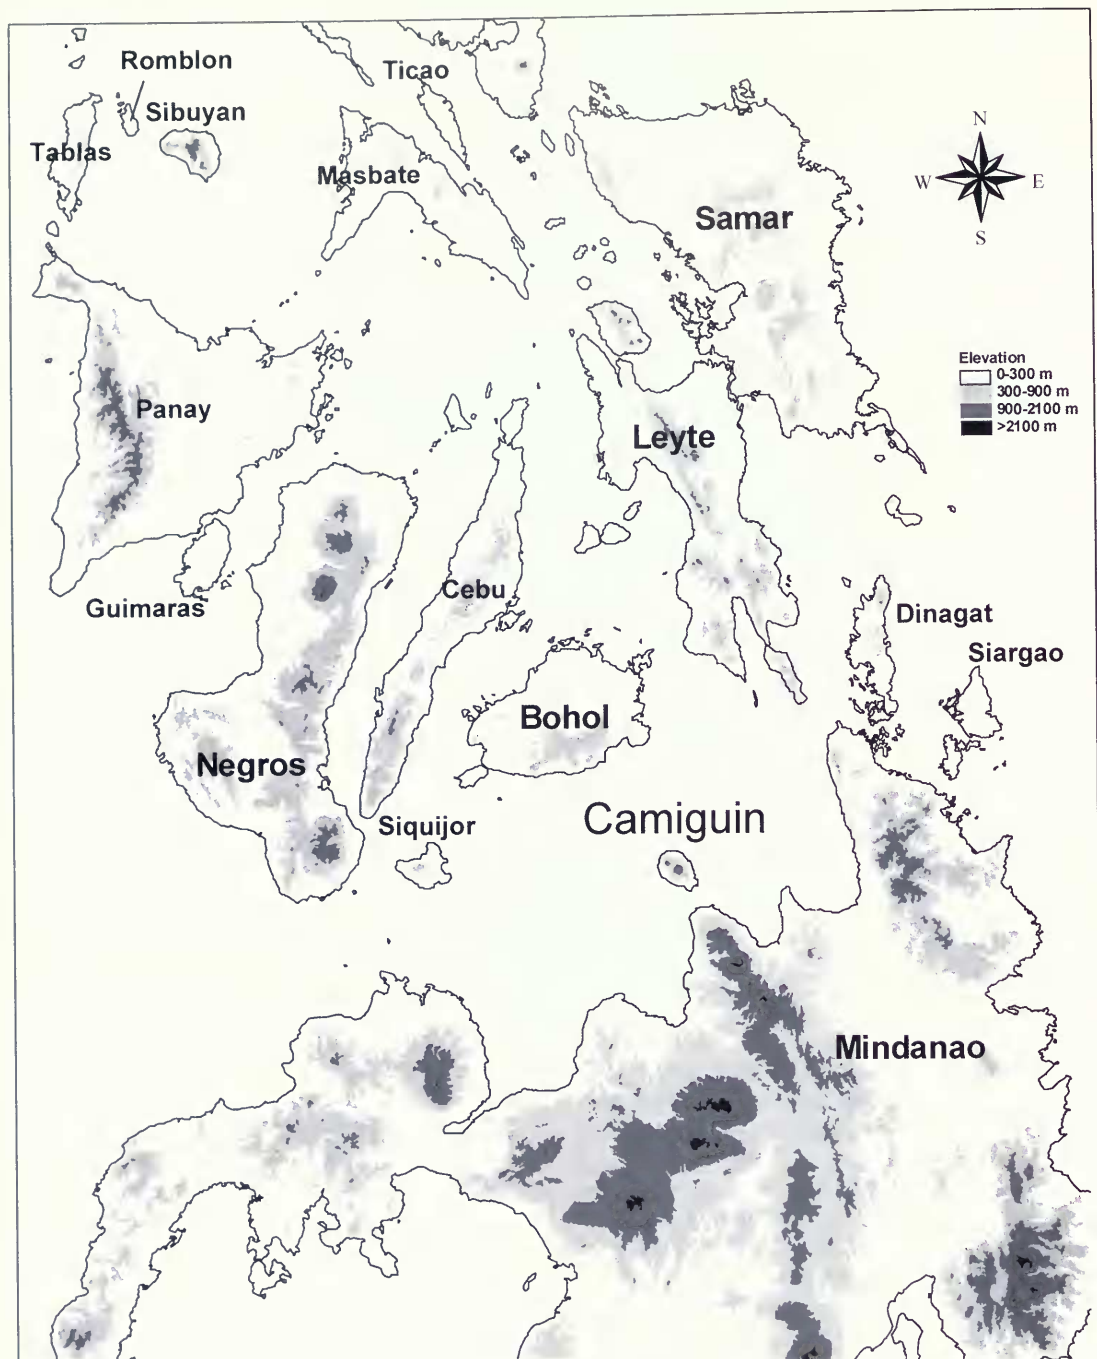 Romblon
Ticao
Sibuyan
Tablas
Masbate
N
W
E
S
Samar
Elevation
0-300 m
300-900 m
900-2100 m
>2100 m
Panay
Leyte
Guimaras
Cebu
Dinagat
Siargao
Bohol
Negros
Siquijor
Camiguin
Mindanao